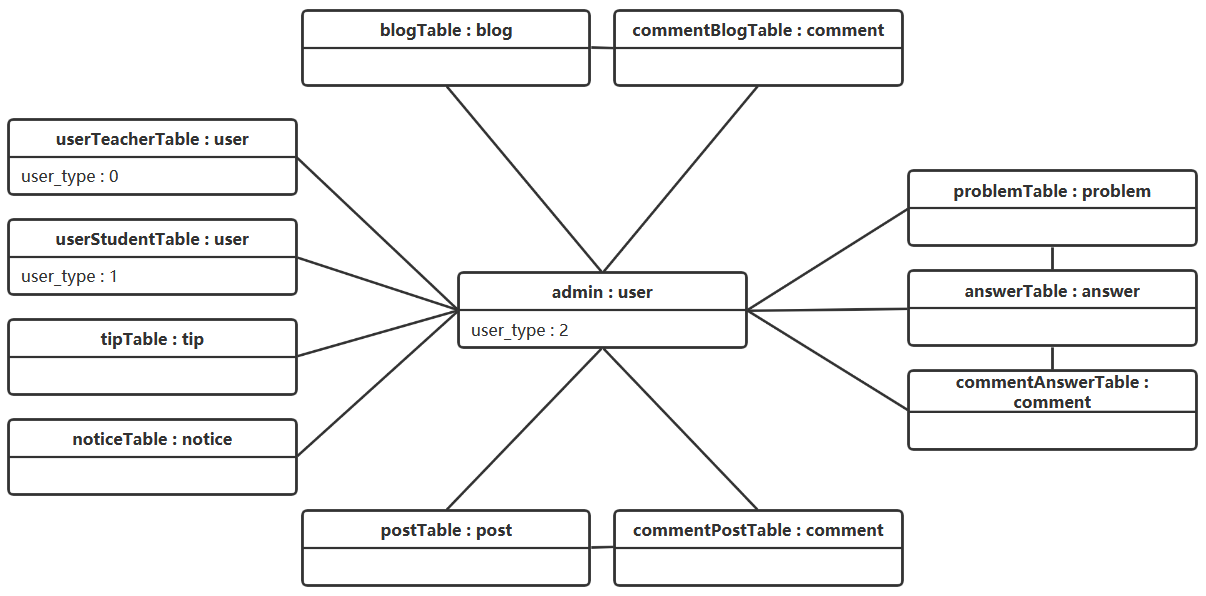 blogTable : blog
commentBlogTable : comment
userTeacherTable : user
user_type : 0
userStudentTable : user
user_type : 1
tipTable : tip
noticeTable : notice
admin : user
user_type : 2
problemTable : problem
answerTable : answer
commentAnswerTable :
comment
postTable : post
commentPostTable : comment